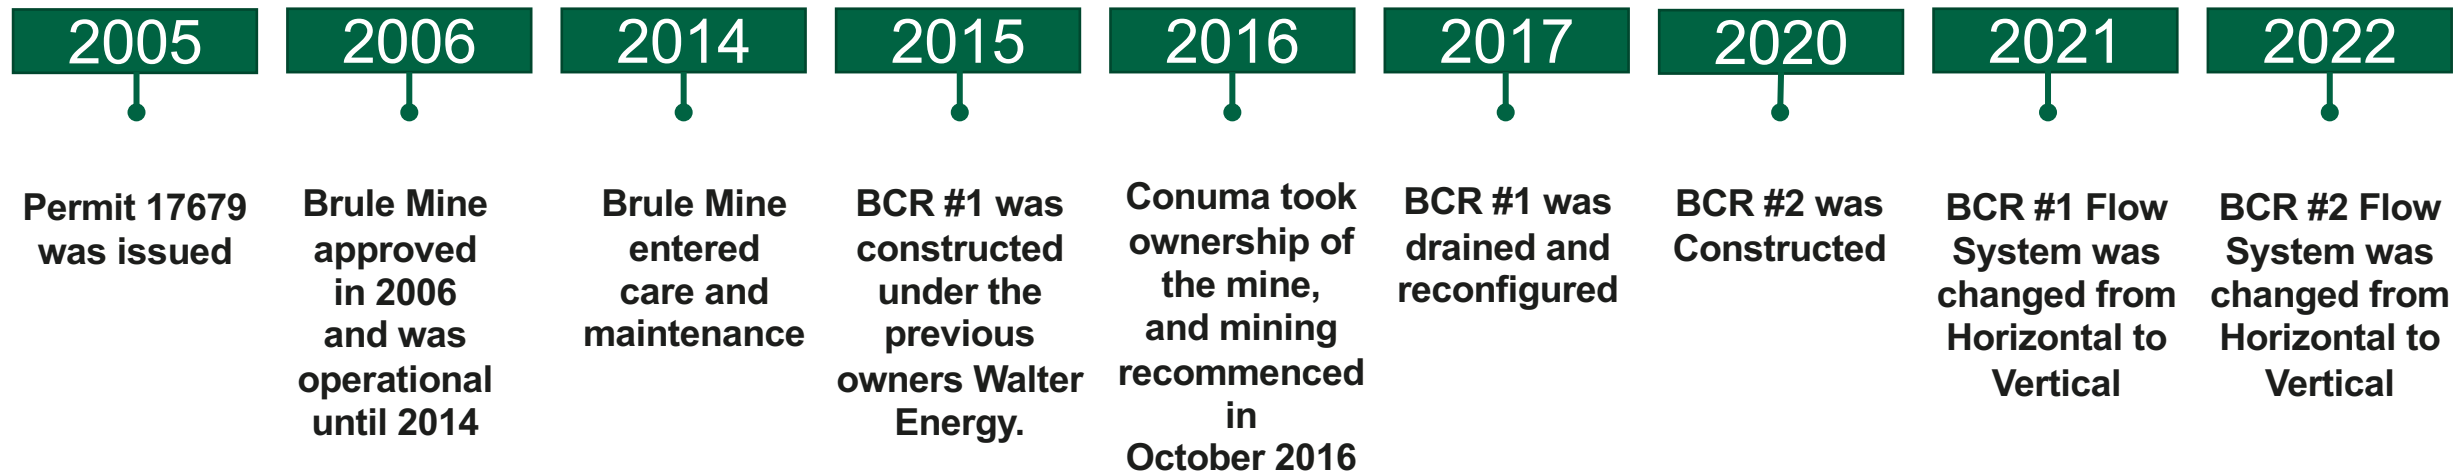 2005
Permit 17679
was issued
2006
Brule Mine
approved
in 2006
and was
operational
until 2014
2014
Brule Mine
entered
care and
maintenance
2015
BCR #1 was
constructed
under the
previous
owners Walter
Energy.
2016
Conuma took
ownership of
the mine,
and mining
recommenced
in
October 2016
2017
BCR #1 was
drained and
reconfigured
2020
BCR #2 was
Constructed
2021
BCR #1 Flow
System was
changed from
Horizontal to
Vertical
2022
BCR #2 Flow
System was
changed from
Horizontal to
Vertical